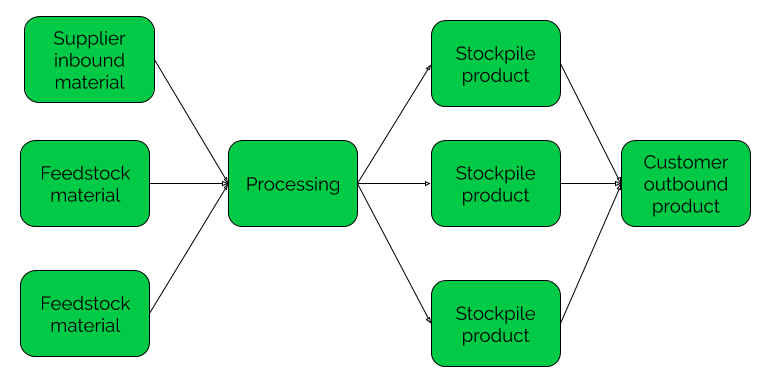 Supplier
inbound
material
Feedstock
material
Feedstock
material
Processing
Stockpile
product
Stockpile
product
Stockpile
product
Customer
outbound
product